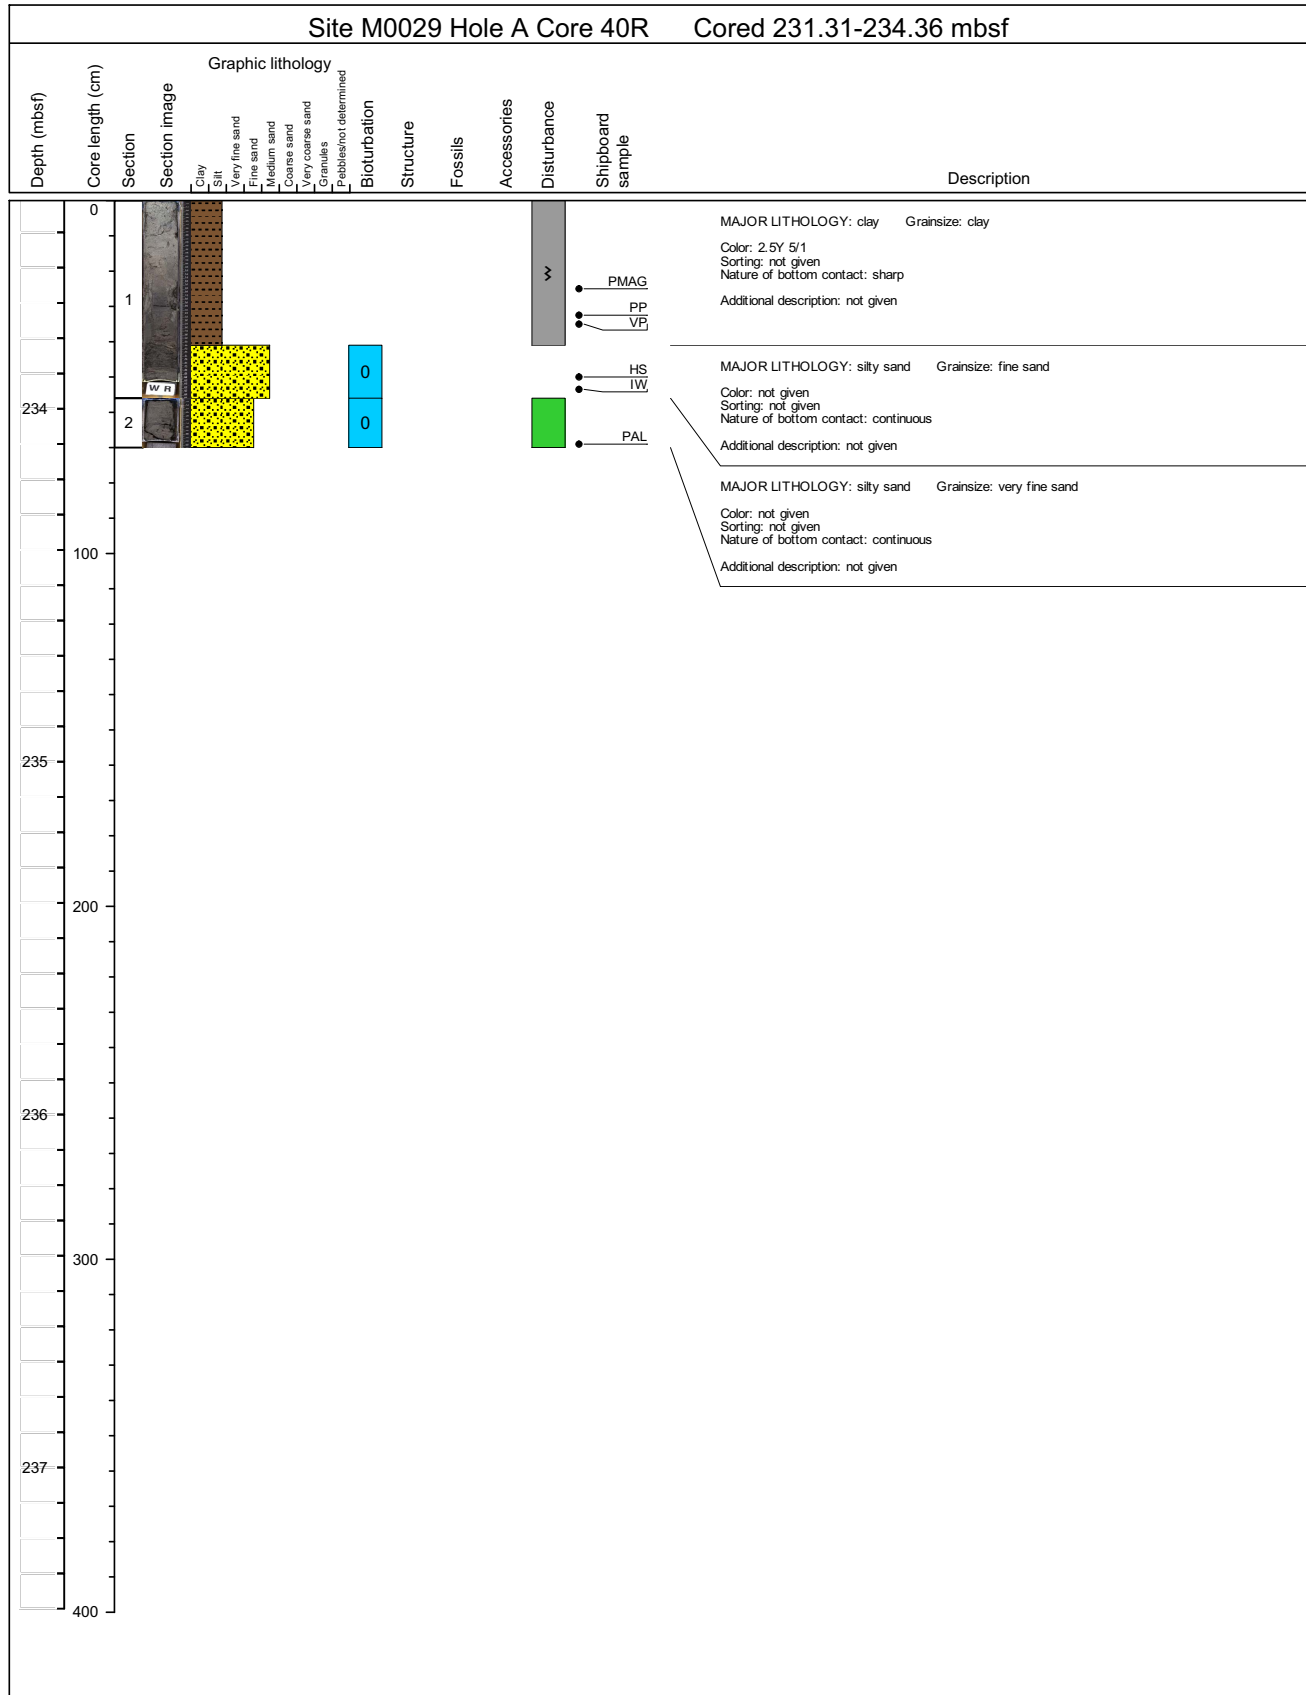 Site M0029 Hole A Core 40R Cored 231.31-234.36 mbsf
Graphic lithology
Depth (mbsf)
Core length (cm)
Section
Section image
Clay
Silt
Very fine sand
Fine sand
Medium sand
Coarse sand
Very coarse sand
Granules
Pebbles/not determined
Bioturbation
Structure
Fossils
Accessories
Disturbance
Shipboard
sample
Description
0
MAJOR LITHOLOGY: clay Grainsize: clay
Color: 2.5Y 5/1
Sorting: not given
Nature of bottom contact: sharp
Additional description: not given
1
PMAG
PP
VP
MAJOR LITHOLOGY: silty sand Grainsize: fine sand
Color: not given
Sorting: not given
Nature of bottom contact: continuous
Additional description: not given
0
HS
IW
W R
234
2
0
PAL
MAJOR LITHOLOGY: silty sand Grainsize: very fine sand
Color: not given
Sorting: not given
Nature of bottom contact: continuous
Additional description: not given
100
235
200
236
300
237
400